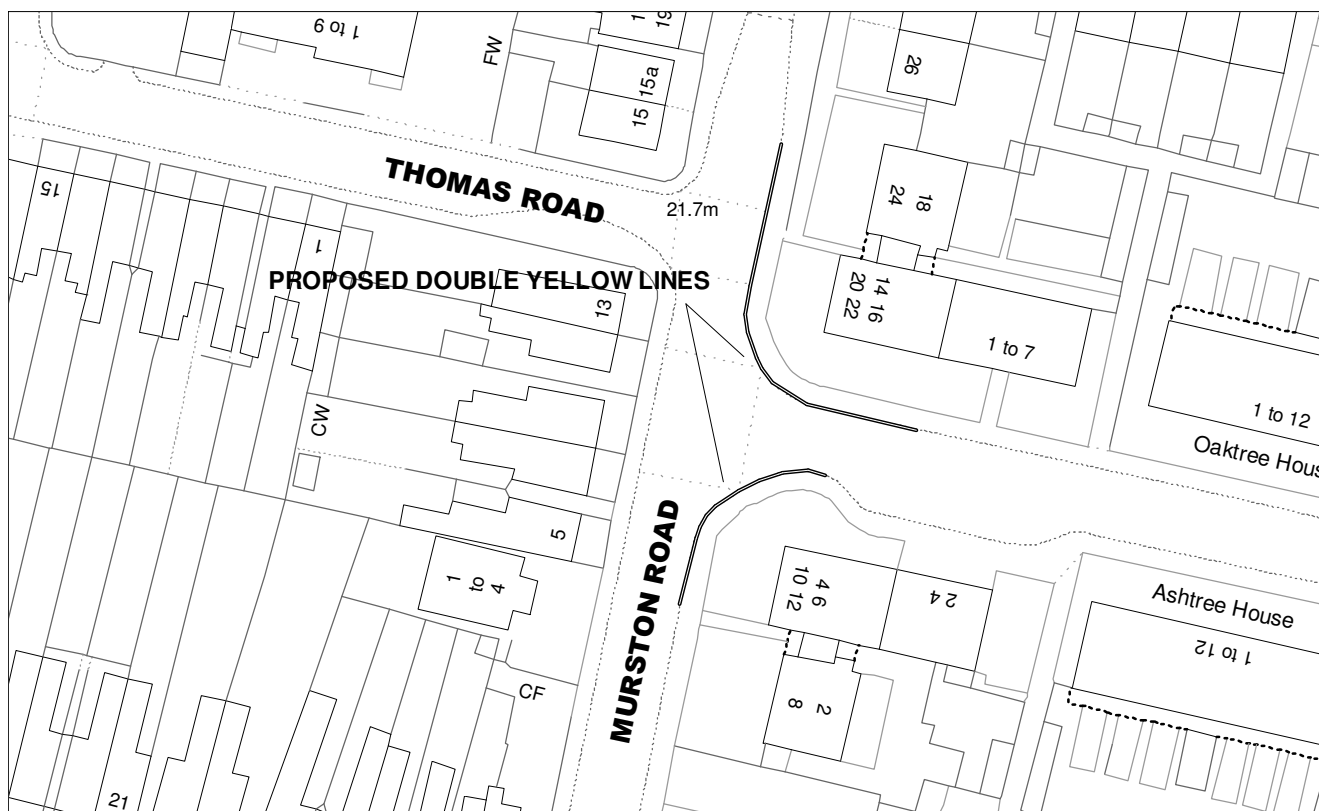 1 to 9
FW
1
19
15a
15
26
THOMAS ROAD
21.7m
15
1
18
24
PROPOSED DOUBLE YELLOW LINES
13
14 16
20 22
1 to 7
1 to 12
Oaktree Hous
CW
5
1
to
4
MURSTON ROAD
4 6
10 12
2 4
Ashtree House
1 to 12
CF
2
8
21